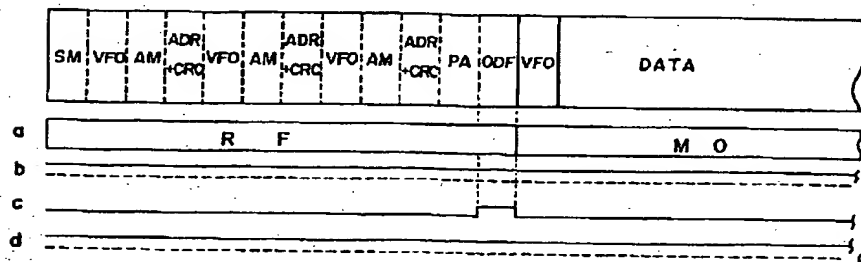 SM VFO AM ADR +CRC VFO AM ADR +CRC VFO AM ADR +CRC PA ODF VFO DATA
a R F M O
b
c
d